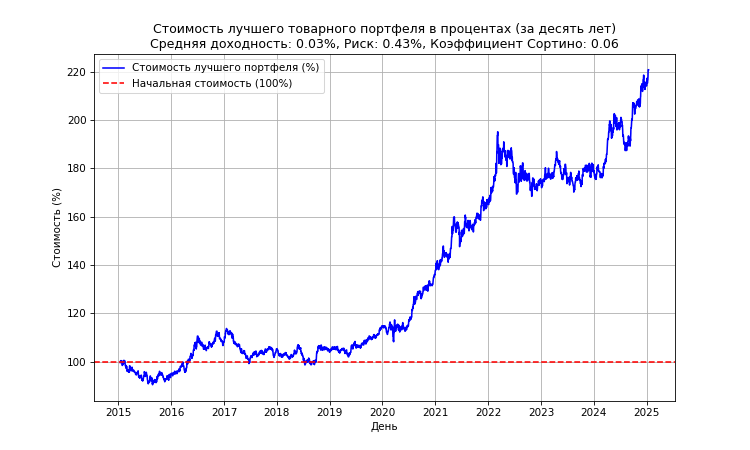 Стоимость лучшего товарного портфеля в процентах (за десять лет)
Средняя доходность: 0.03%, Риск: 0.43%, Коэффициент Сортино: 0.06
Стоимость лучшего портфеля (%)
Начальная стоимость (100%)
Стоимость (%)
220
200
180
160
140
120
100
2015 2016 2017 2018 2019 2020 2021 2022 2023 2024 2025
День